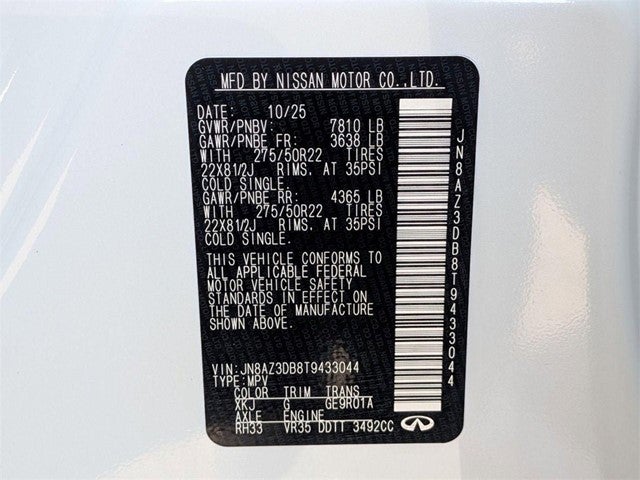 MFD BY NISSAN MOTOR CO.,LTD.
DATE: 10/25
GVWR/PNBV: 7810 LB
GAWR/PNBE FR: 3638 LB
WITH 275/50R22 TIRES
22X81/2J RIMS, AT 35PSI
COLD SINGLE.
GAWR/PNBE RR: 4365 LB
WITH 275/50R22 TIRES
22X81/2J RIMS, AT 35PSI
COLD SINGLE.
THIS VEHICLE CONFORMS TO
ALL APPLICABLE FEDERAL
MOTOR VEHICLE SAFETY
STANDARDS IN EFFECT ON
THE DATE OF MANUFACTURE
SHOWN ABOVE.
VIN: JN8AZ3DB8T9433044
TYPE: MPV
COLOR TRIM TRANS
XKJ G GE9R01A
AXLE ENGINE
RH33 VR35 DDTT 3492CC
JN8AZ3DB8T9433044